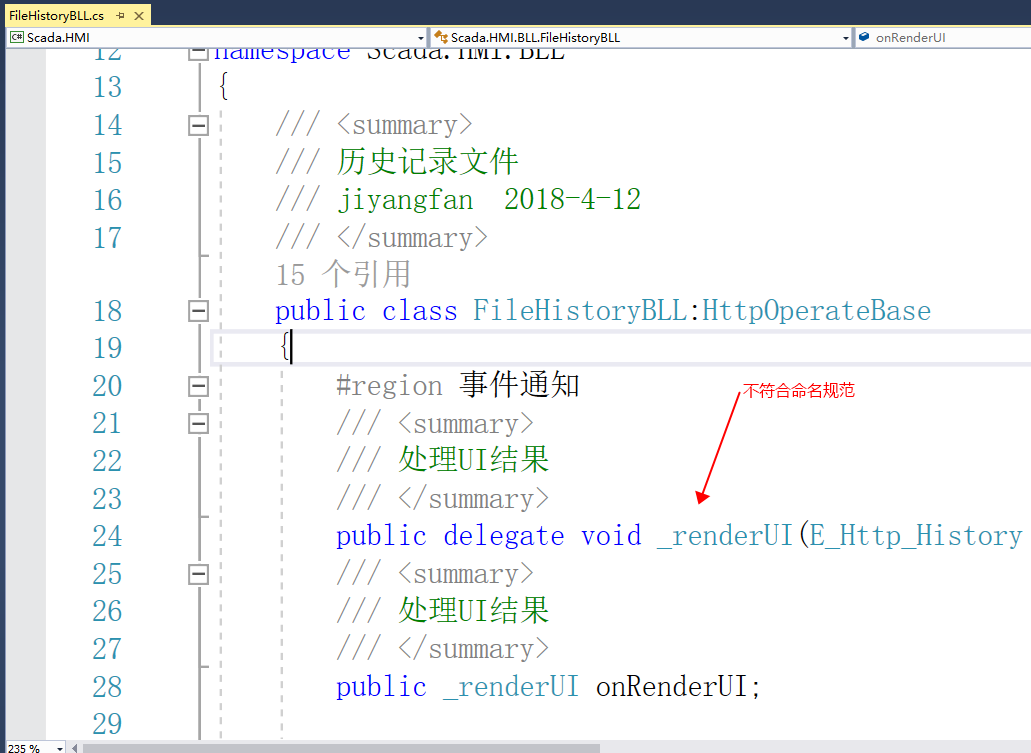 FileHistoryBLL.cs
Scada.HMI Scada.HMI.BLL.FileHistoryBLL onRenderUI
12 namespace Scada.HMI.BLL
13 {
14 /// <summary>
15 /// 历史记录文件
16 /// jiyangfan 2018-4-12
17 /// </summary>
15 个引用
18 public class FileHistoryBLL:HttpOperateBase
19 {
20 #region 事件通知
不符合命名规范
21 /// <summary>
22 /// 处理UI结果
23 /// </summary>
24 public delegate void _renderUI(E_Http_History
25 /// <summary>
26 /// 处理UI结果
27 /// </summary>
28 public _renderUI onRenderUI;
29
235 %